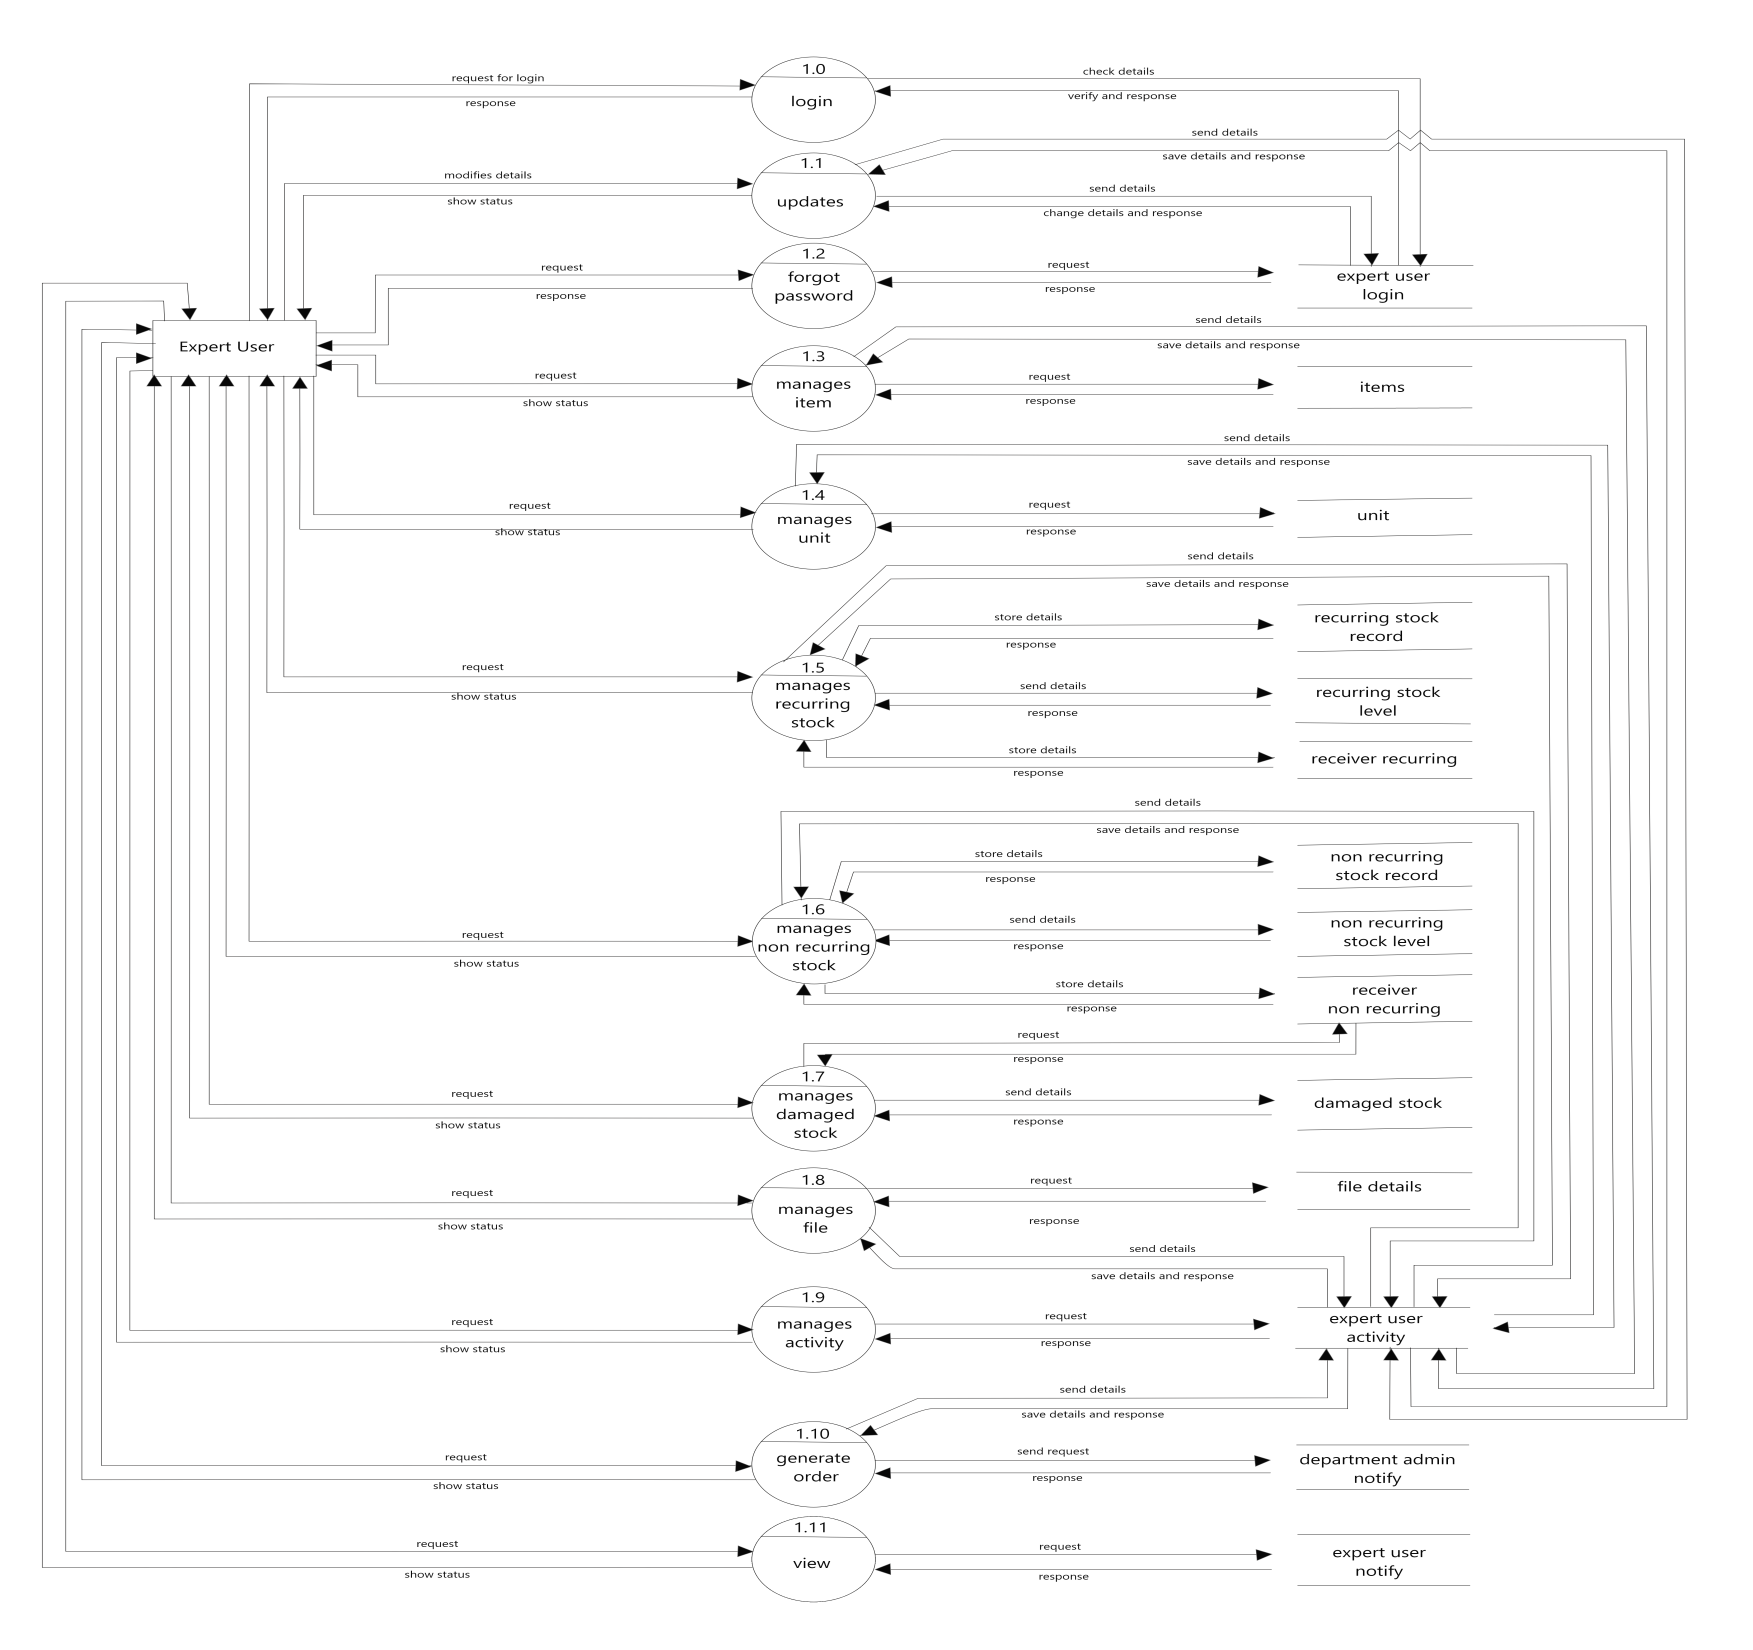 1.0
request for login
check details
login
response
verify and response
send details
save details and response
1.1
modifies details
send details
updates
show status
change details and response
1.2
request
request
forgot
password
response
response
expert user
login
send details
save details and response
Expert User
1.3
request
request
manages
item
show status
response
items
send details
save details and response
1.4
request
request
manages
unit
show status
response
unit
send details
save details and response
store details
response
recurring stock
record
1.5
request
send details
manages
recurring
stock
show status
response
recurring stock
level
store details
response
receiver recurring
send details
save details and response
store details
response
non recurring
stock record
1.6
request
send details
manages
non recurring
stock
show status
response
non recurring
stock level
store details
response
receiver
non recurring
request
response
1.7
request
send details
manages
damaged
stock
show status
response
damaged stock
1.8
request
request
manages
file
show status
response
file details
send details
save details and response
1.9
request
request
manages
activity
show status
response
expert user
activity
send details
save details and response
1.10
request
send request
generate
order
show status
response
department admin
notify
1.11
request
request
view
show status
response
expert user
notify